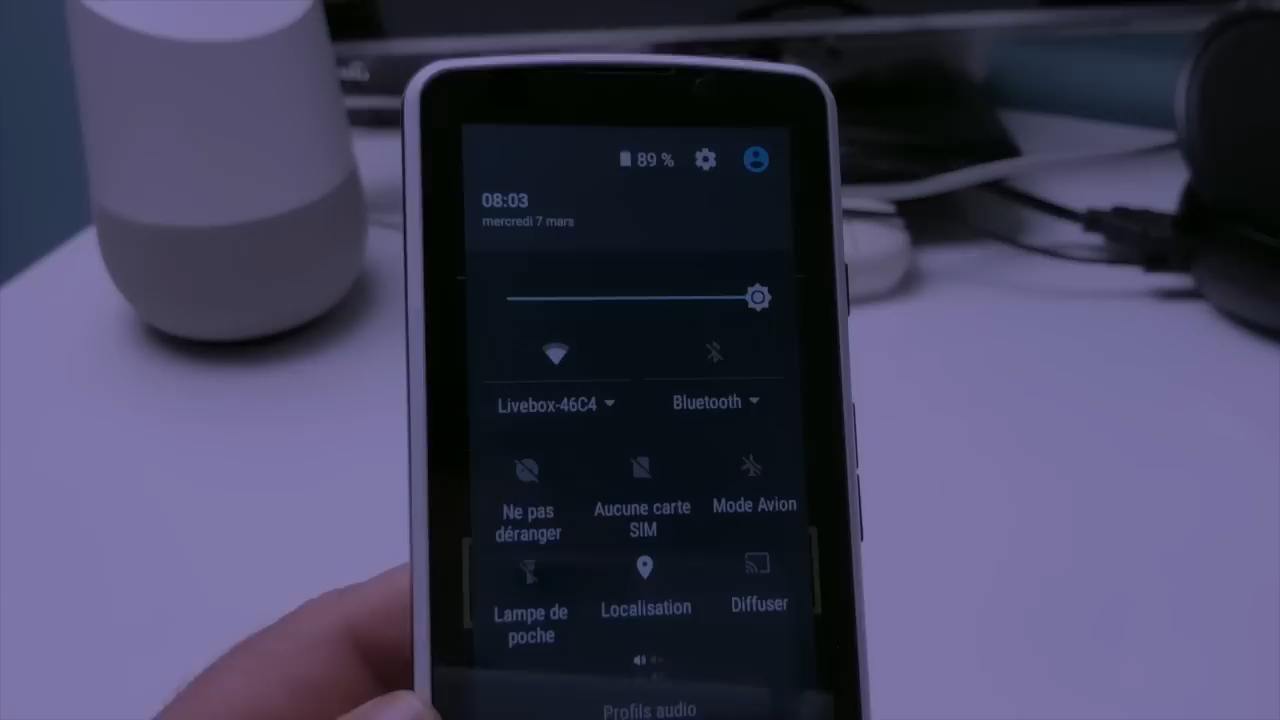 89 %
08:03
mercredi 7 mars
Livebox-46C4
Bluetooth
Ne pas
déranger
Aucune carte
SIM
Mode Avion
Lampe de
poche
Localisation
Diffuser
Profils audio